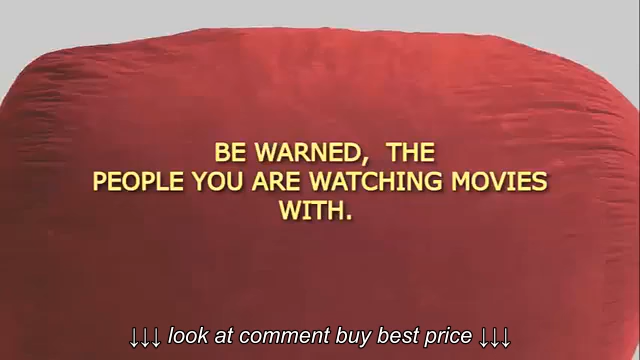 BE WARNED, THE
PEOPLE YOU ARE WATCHING MOVIES
WITH.
↓↓↓ look at comment buy best price ↓↓↓